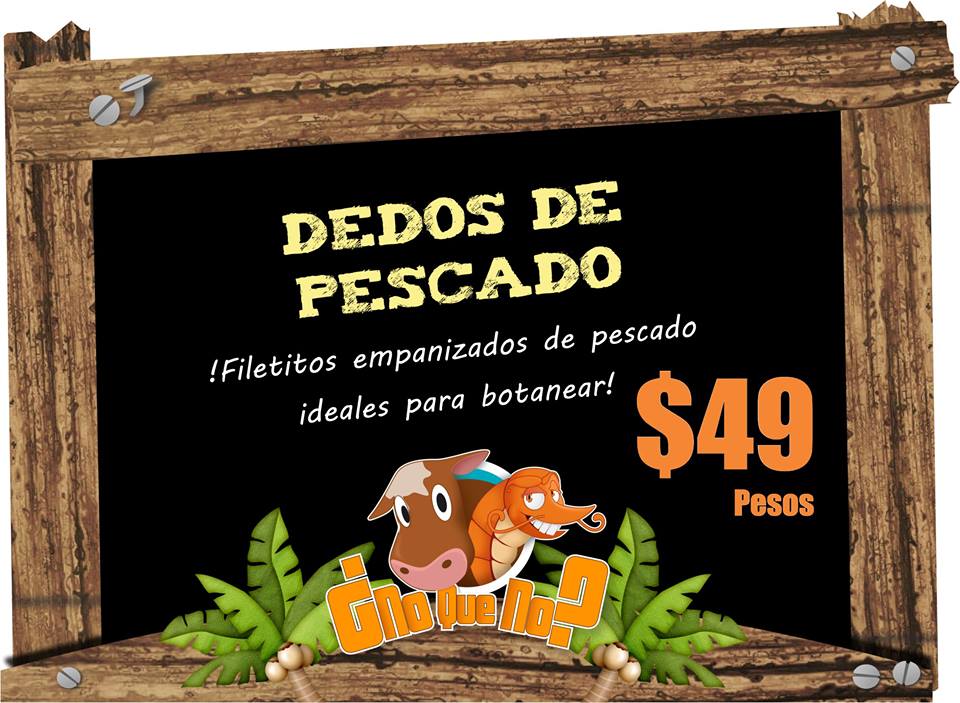 DEDOS DE
PESCADO
!Filetitos empanizados de pescado
ideales para botanear!
$49
Pesos
¿No Que No?